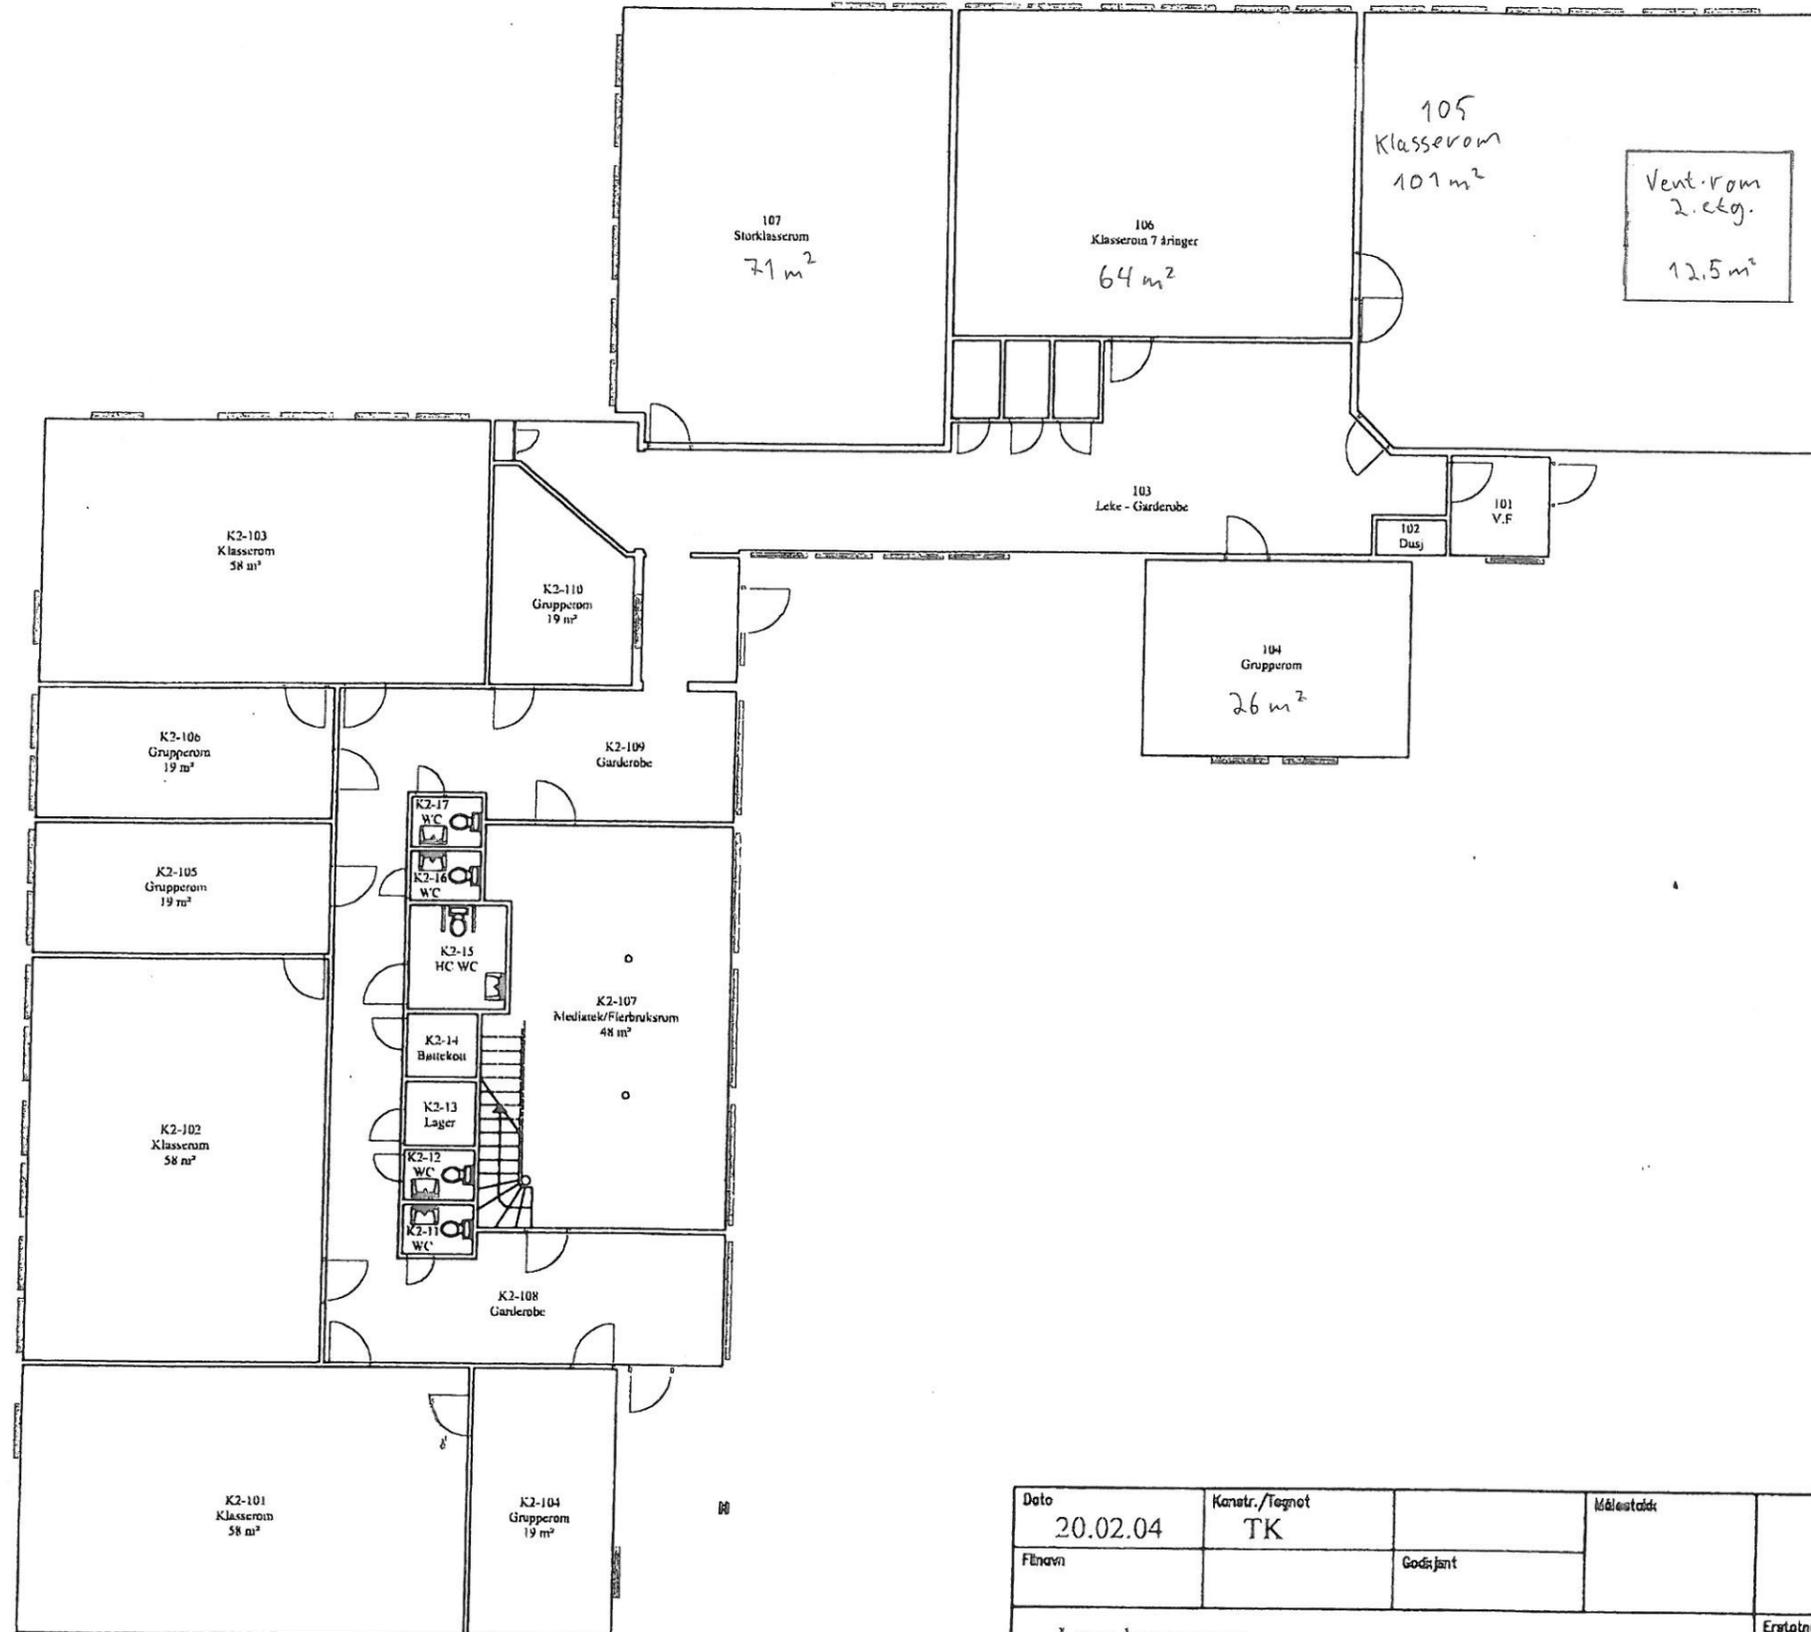 105
Klasserom
101 m²
Vent.rom
2. etg.
12.5 m²
107
Storklasserom
71 m²
106
Klasserom 7 åringer
64 m²
103
Leke - Garderobe
101
V.F
102
Dusj
K2-103
Klasserom
58 m²
K2-110
Grupperom
19 m²
104
Grupperom
26 m²
K2-106
Grupperom
19 m²
K2-109
Garderobe
K2-17
WC
K2-16
WC
K2-105
Grupperom
19 m²
K2-15
HC WC
K2-107
Mediatek/Flerbruksrom
48 m²
K2-14
Bøttekott
K2-13
Lager
K2-102
Klasserom
58 m²
K2-12
WC
K2-11
WC
K2-108
Garderobe
K2-101
Klasserom
58 m²
K2-104
Grupperom
19 m²
Dato
20.02.04
Konstr./Tegnet
TK
Målestokk
Filnavn
Godkjent